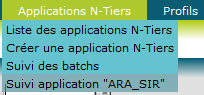 Applications N-Tiers Profils
Liste des applications N-Tiers
Créer une application N-Tiers
Suivi des batchs
Suivi application "ARA_SIR"